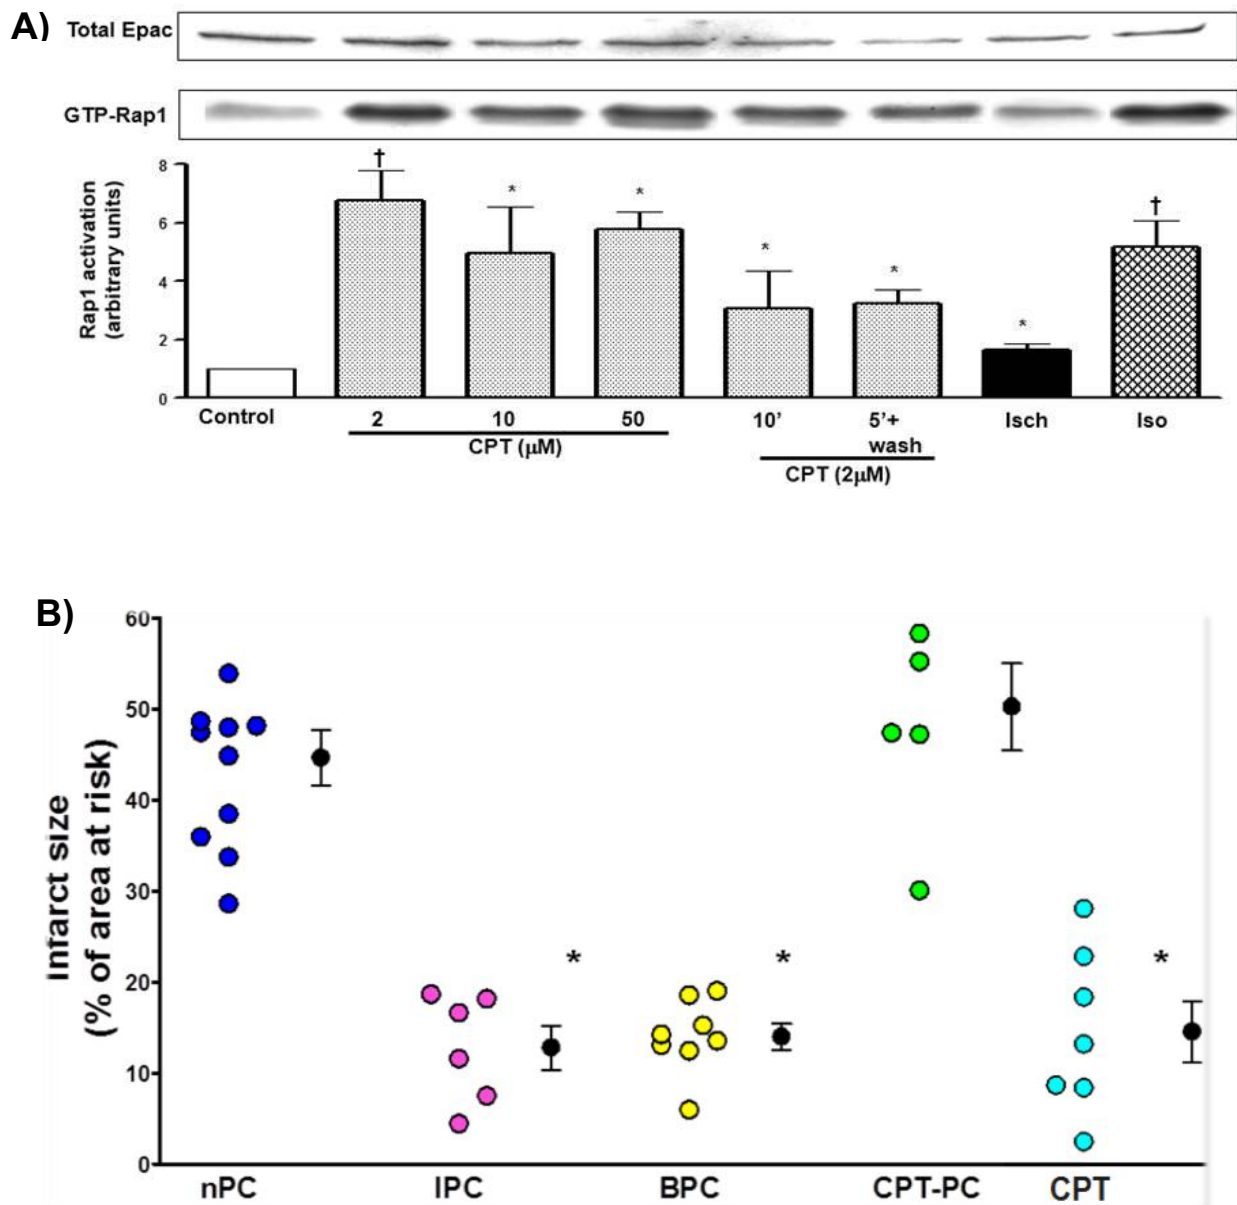 A)
Total Epac
GTP-Rap1
Rap1 activation
(arbitrary units)
8
6
4
2
0
†
*
*
*
*
*
†
Control
2
10
50
10'
5'+
wash
Isch
Iso
CPT (μM)
CPT (2μM)
B)
Infarct size
(% of area at risk)
60
50
40
30
20
10
0
*
*
*
nPC
IPC
BPC
CPT-PC
CPT